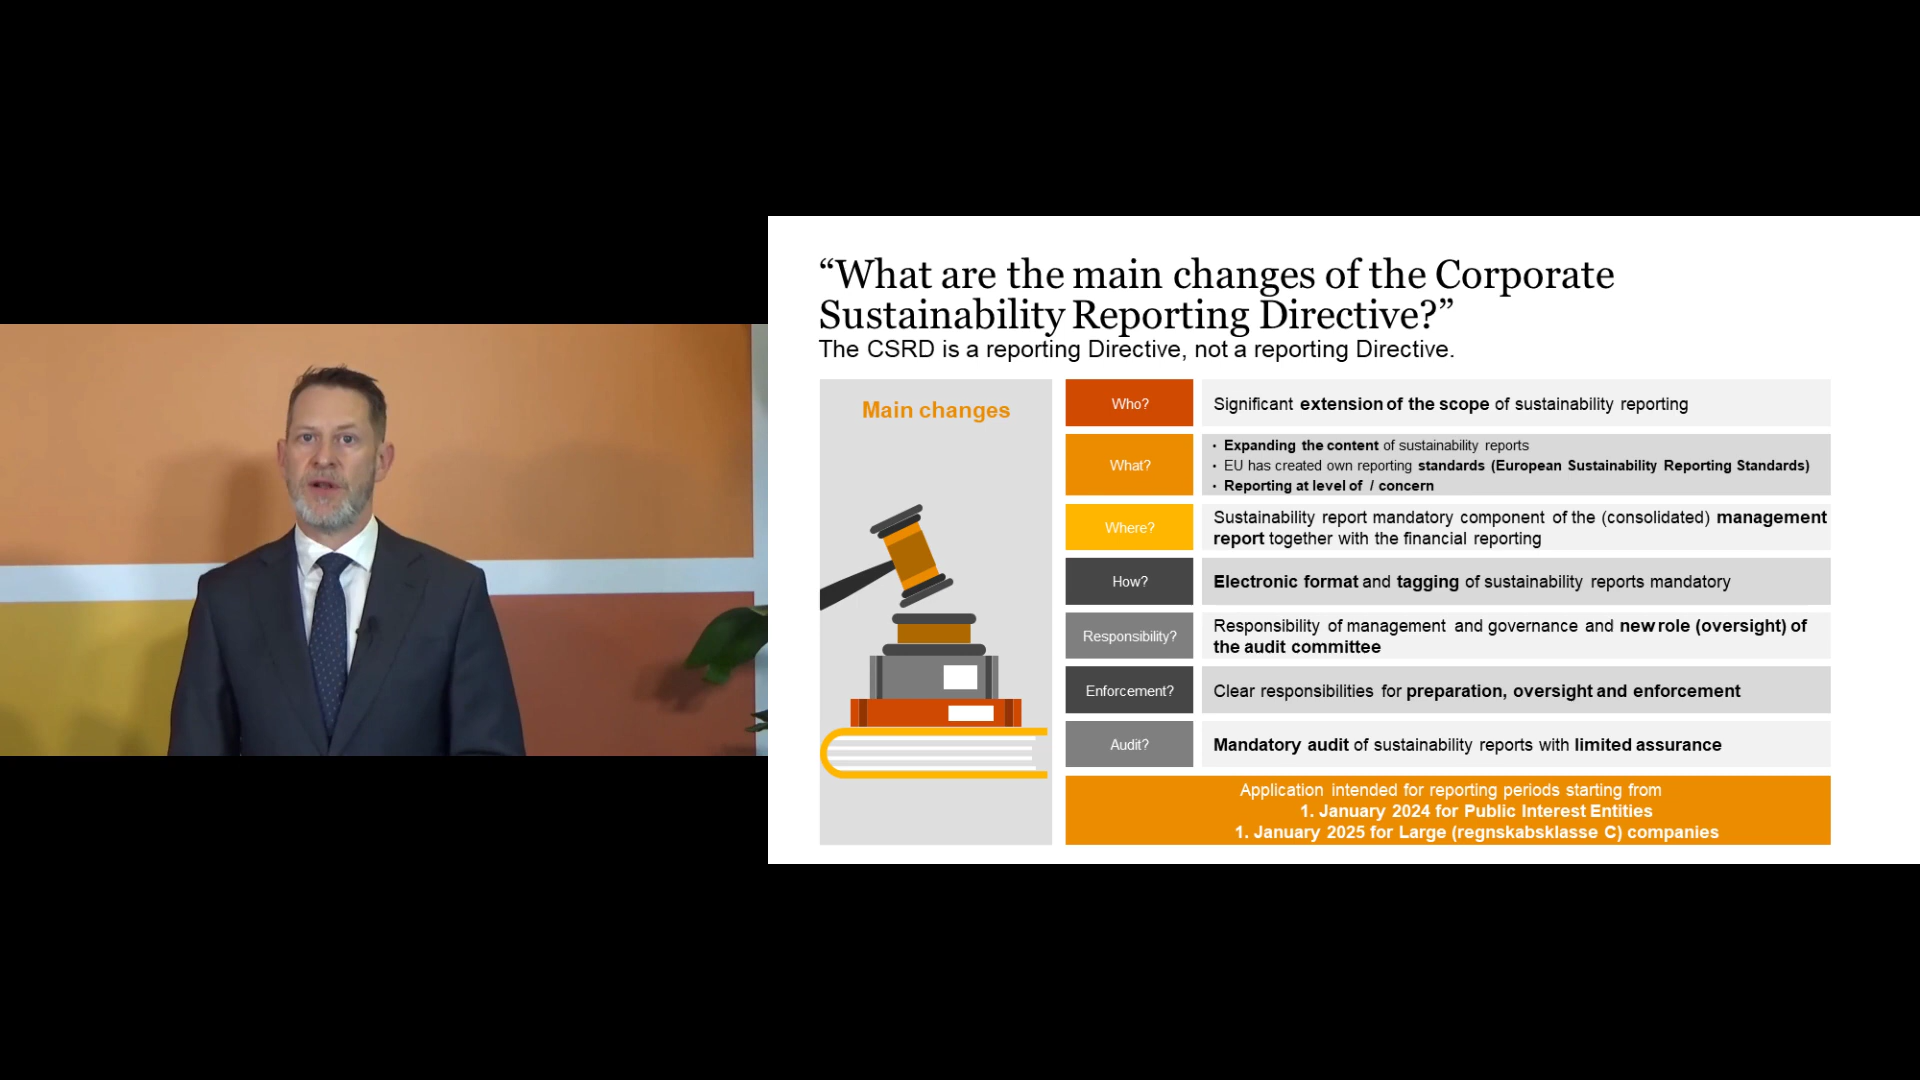 “What are the main changes of the Corporate
Sustainability Reporting Directive?”
The CSRD is a reporting Directive, not a reporting Directive.
Main changes
Who?
Significant extension of the scope of sustainability reporting
What?
• Expanding the content of sustainability reports
• EU has created own reporting standards (European Sustainability Reporting Standards)
• Reporting at level of / concern
Where?
Sustainability report mandatory component of the (consolidated) management
report together with the financial reporting
How?
Electronic format and tagging of sustainability reports mandatory
Responsibility?
Responsibility of management and governance and new role (oversight) of
the audit committee
Enforcement?
Clear responsibilities for preparation, oversight and enforcement
Audit?
Mandatory audit of sustainability reports with limited assurance
Application intended for reporting periods starting from
1. January 2024 for Public Interest Entities
1. January 2025 for Large (regnskabsklasse C) companies